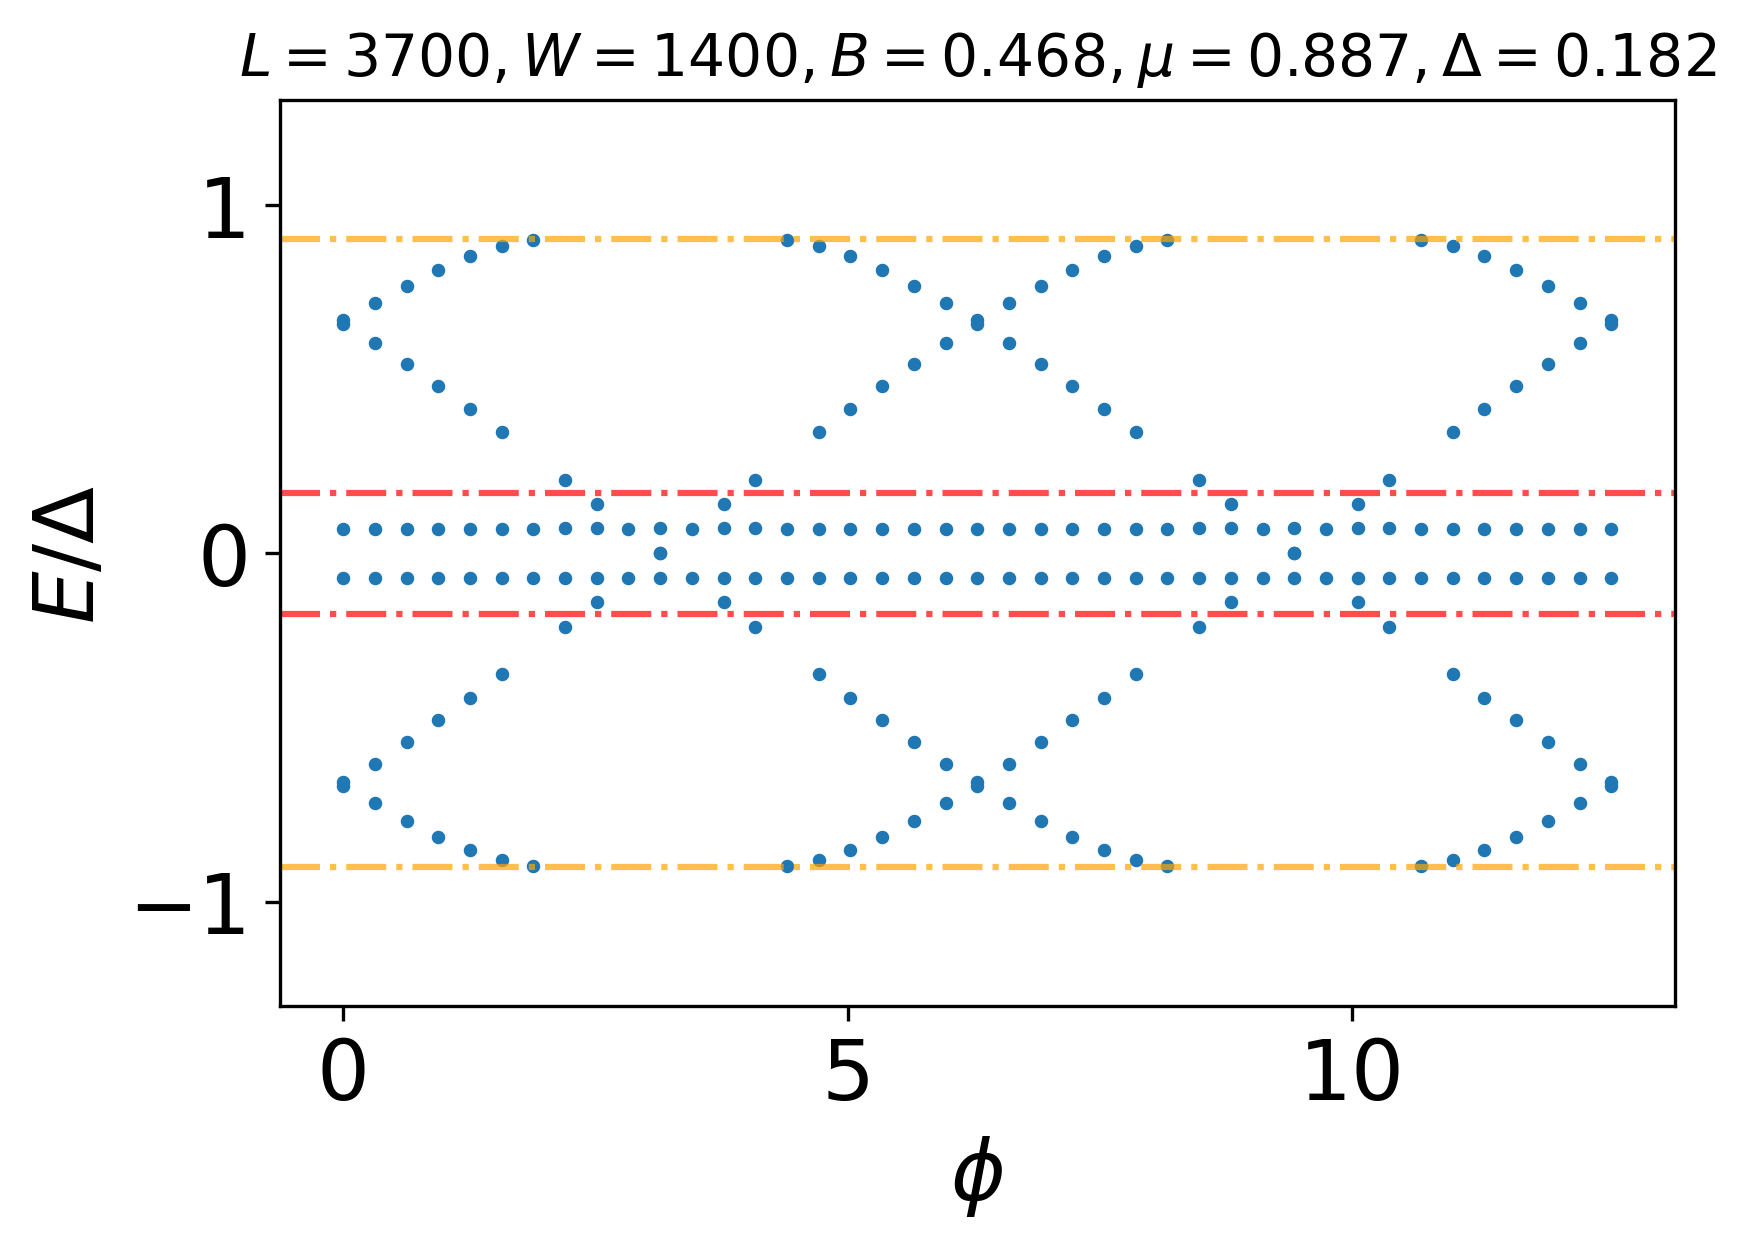 L = 3700, W = 1400, B = 0.468, μ = 0.887, Δ = 0.182
1
0
−1
E/Δ
0 5 10
ϕ